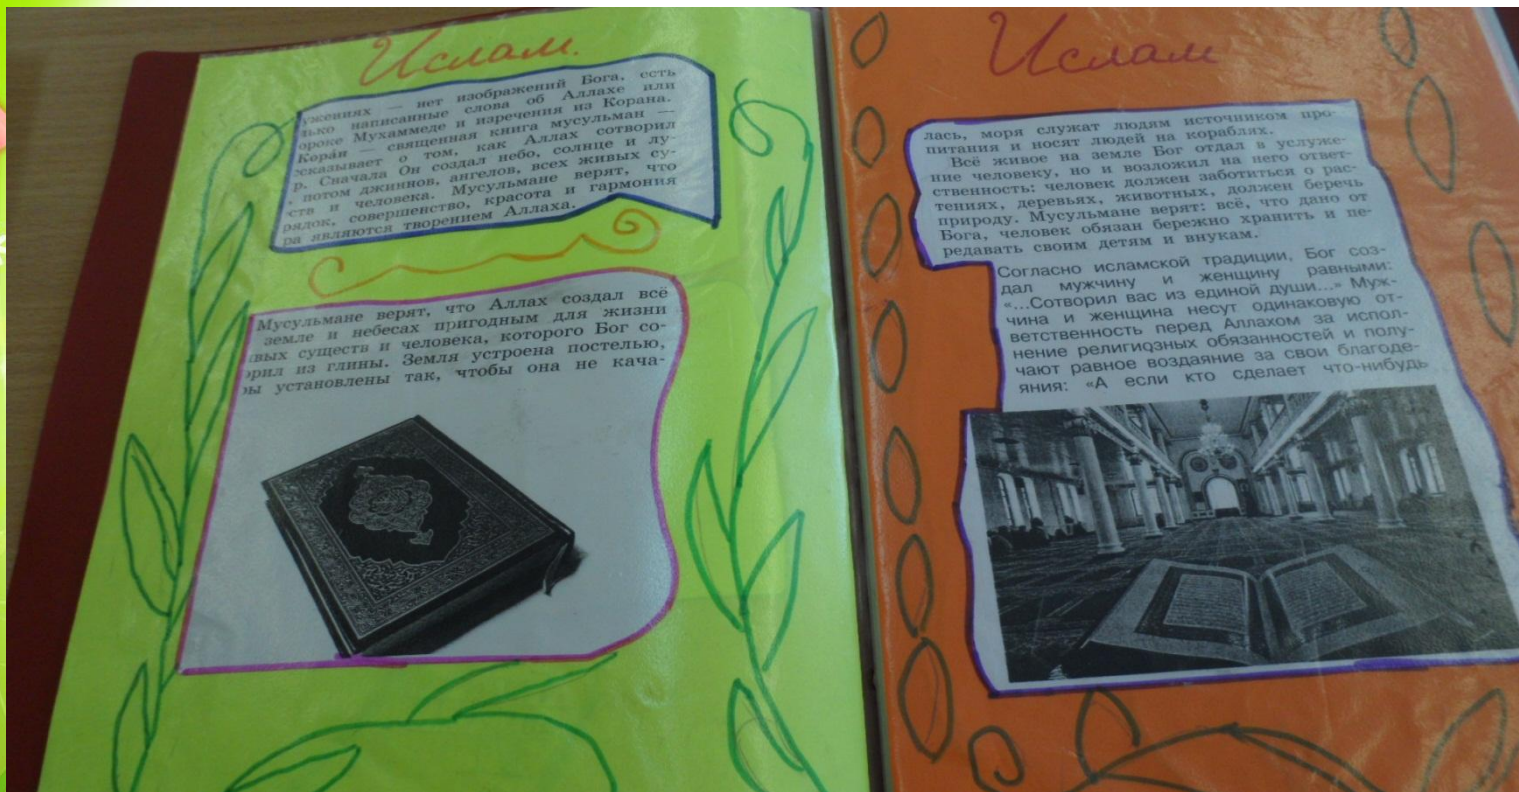 Ислам.
ужениях — нет изображений Бога, есть
лько написанные слова об Аллахе или
ороке Мухаммеде и изречения из Корана.
Кора́н — священная книга мусульман —
сказывает о том, как Аллах сотворил
р. Сначала Он создал небо, солнце и лу-
, потом джиннов, ангелов, всех живых су-
ств и человека. Мусульмане верят, что
рядок, совершенство, красота и гармония
ра являются творением Аллаха.
Мусульмане верят, что Аллах создал всё
земле и небесах пригодным для жизни
вых существ и человека, которого Бог со-
рил из глины. Земля устроена постелью,
ы установлены так, чтобы она не кача-
Ислам
лась, моря служат людям источником про-
питания и носят людей на кораблях.
Всё живое на земле Бог отдал в услуже-
ние человеку, но и возложил на него ответ-
ственность: человек должен заботиться о рас-
тениях, деревьях, животных, должен беречь
природу. Мусульмане верят: всё, что дано от
Бога, человек обязан бережно хранить и пе-
редавать своим детям и внукам.
Согласно исламской традиции, Бог соз-
дал мужчину и женщину равными:
«...Сотворил вас из единой души...» Муж-
чина и женщина несут одинаковую от-
ветственность перед Аллахом за испол-
нение религиозных обязанностей и полу-
чают равное воздаяние за свои благоде-
яния: «А если кто сделает что-нибудь